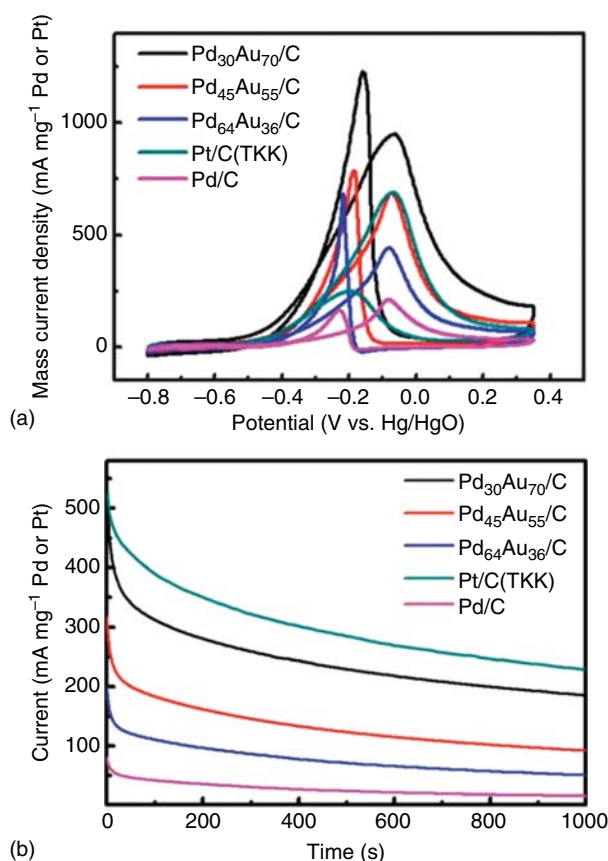 Pd30Au70/C
Pd45Au55/C
Pd64Au36/C
Pt/C(TKK)
Pd/C
1000
500
0
Mass current density (mA mg−1 Pd or Pt)
−0.8 −0.6 −0.4 −0.2 0.0 0.2 0.4
Potential (V vs. Hg/HgO)
(a)
Pd30Au70/C
Pd45Au55/C
Pd64Au36/C
Pt/C(TKK)
Pd/C
500
400
300
200
100
Current (mA mg−1 Pd or Pt)
0 200 400 600 800 1000
Time (s)
(b)